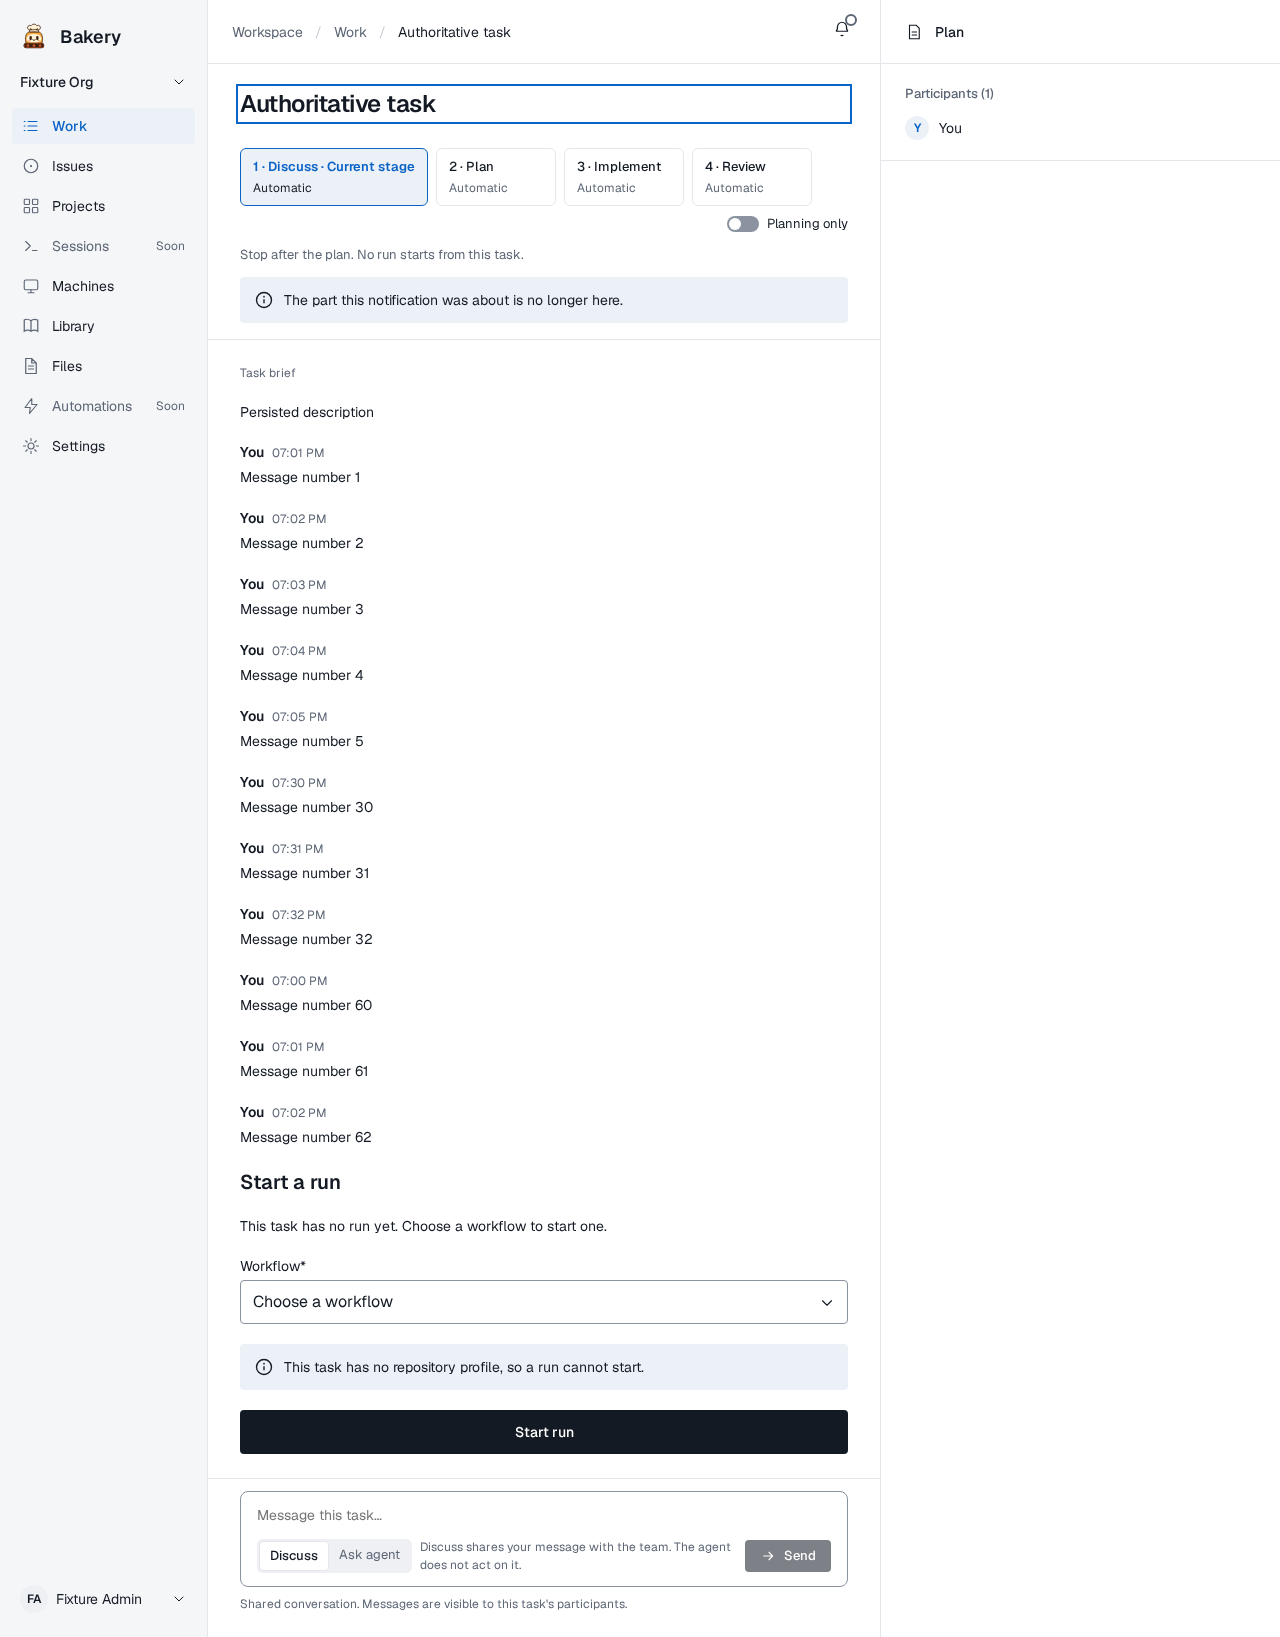 Bakery
Fixture Org
Work
Issues
Projects
Sessions Soon
Machines
Library
Files
Automations Soon
Settings
FA Fixture Admin
Workspace / Work / Authoritative task
Authoritative task
1 · Discuss · Current stage
Automatic
2 · Plan
Automatic
3 · Implement
Automatic
4 · Review
Automatic
Planning only
Stop after the plan. No run starts from this task.
The part this notification was about is no longer here.
Task brief
Persisted description
You 07:01 PM
Message number 1
You 07:02 PM
Message number 2
You 07:03 PM
Message number 3
You 07:04 PM
Message number 4
You 07:05 PM
Message number 5
You 07:30 PM
Message number 30
You 07:31 PM
Message number 31
You 07:32 PM
Message number 32
You 07:00 PM
Message number 60
You 07:01 PM
Message number 61
You 07:02 PM
Message number 62
Start a run
This task has no run yet. Choose a workflow to start one.
Workflow*
Choose a workflow
This task has no repository profile, so a run cannot start.
Start run
Message this task...
Discuss Ask agent
Discuss shares your message with the team. The agent
does not act on it.
Send
Shared conversation. Messages are visible to this task's participants.
Plan
Participants (1)
Y You